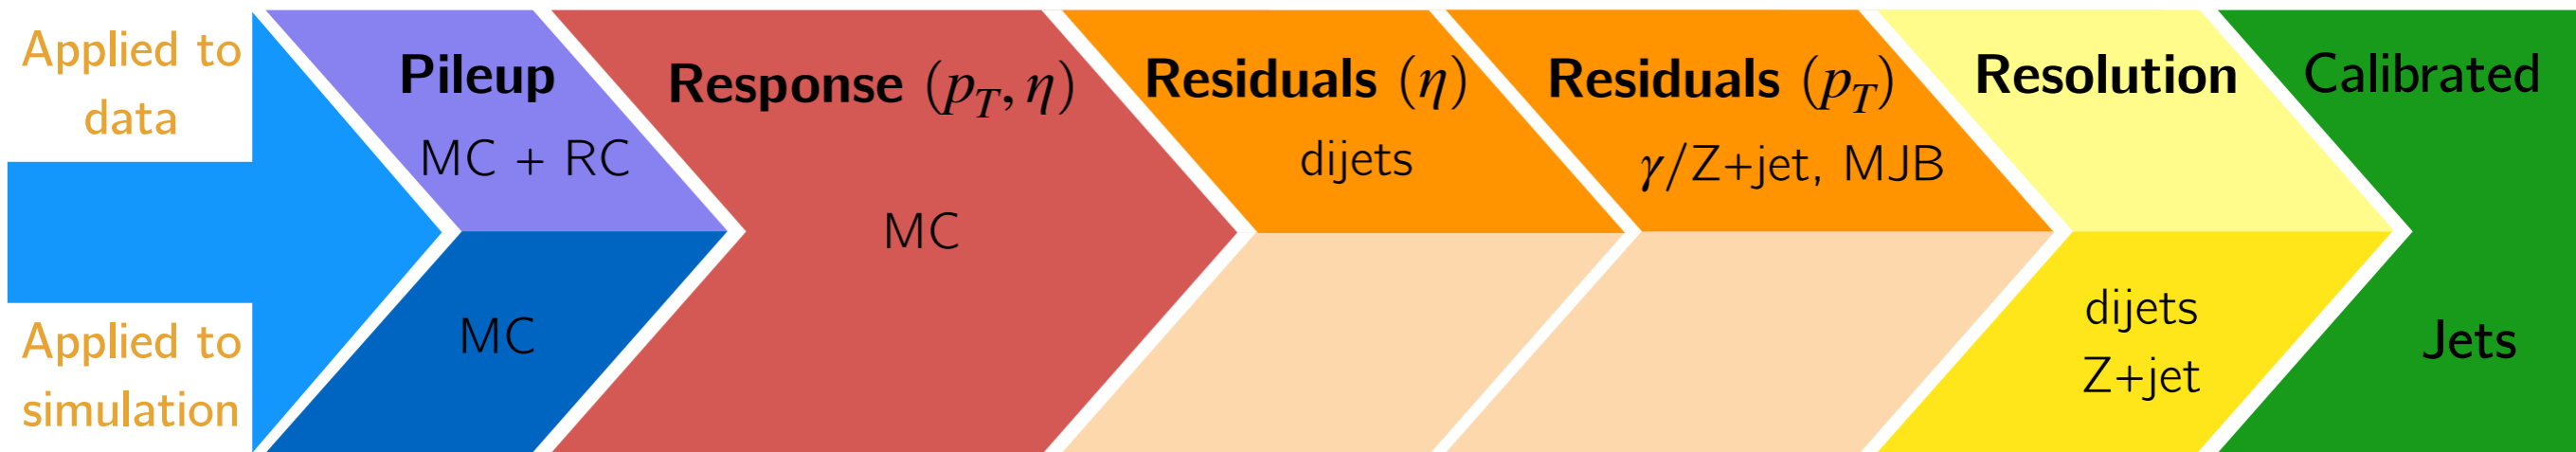 Applied to
data
Applied to
simulation
Pileup
MC + RC
MC
Response (p_T, η)
MC
Residuals (η)
dijets
Residuals (p_T)
γ/Z+jet, MJB
Resolution
dijets
Z+jet
Calibrated
Jets